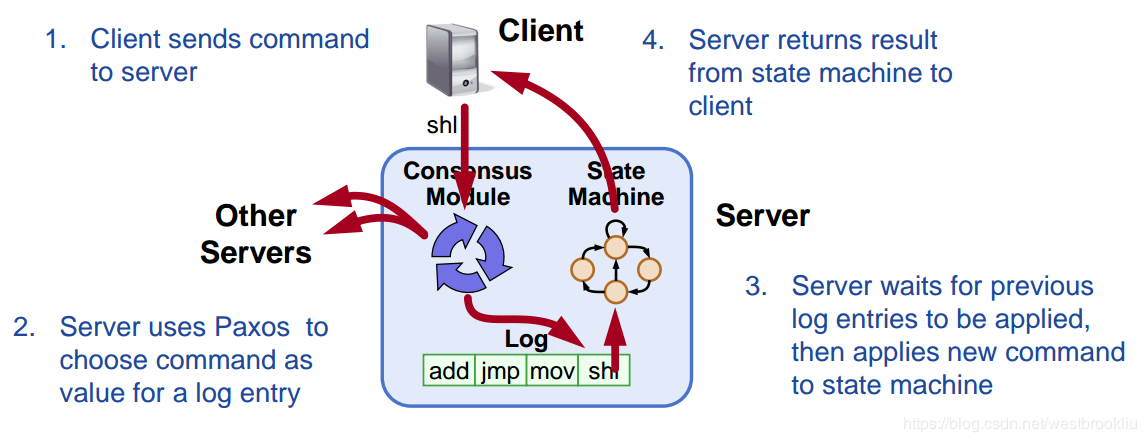 1. Client sends command
to server
Client
4. Server returns result
from state machine to
client
shl
Consensus
Module
State
Machine
Other
Servers
Server
2. Server uses Paxos to
choose command as
value for a log entry
3. Server waits for previous
log entries to be applied,
then applies new command
to state machine
Log
add jmp mov shl
https://blog.csdn.net/westbrookliu